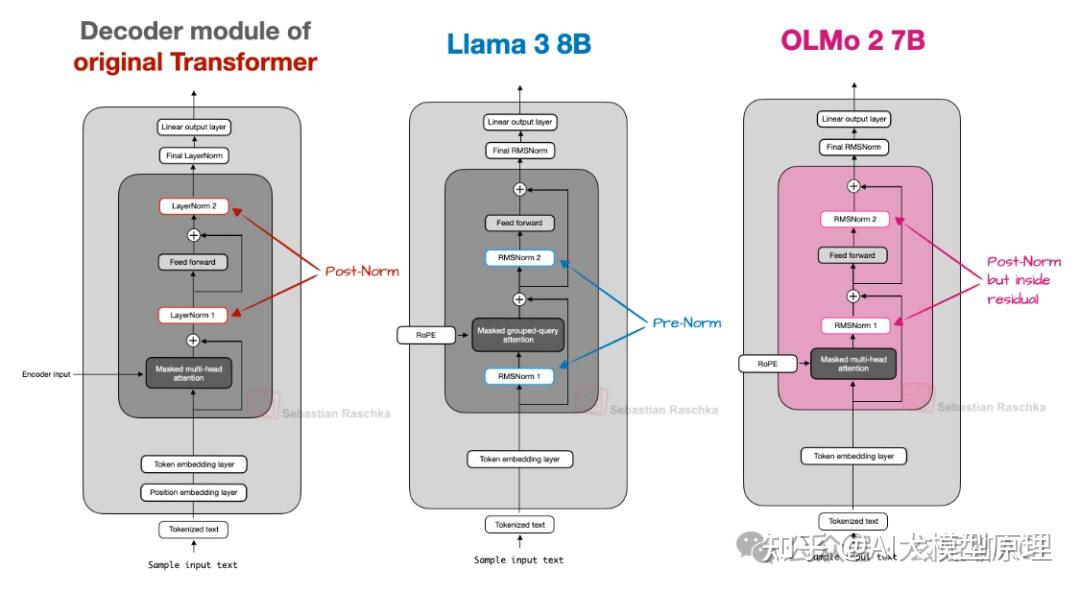 Decoder module of
original Transformer
Linear output layer
Final LayerNorm
LayerNorm 2
+
Feed forward
Post-Norm
LayerNorm 1
+
Encoder input
Masked multi-head
attention
Sebastian Raschka
Token embedding layer
Position embedding layer
Tokenized text
Sample input text
Llama 3 8B
Linear output layer
Final RMSNorm
+
Feed forward
RMSNorm 2
+
Pre-Norm
RoPE
Masked grouped-query
attention
RMSNorm 1
Sebastian Raschka
Token embedding layer
Tokenized text
Sample input text
OLMo 2 7B
Linear output layer
Final RMSNorm
+
RMSNorm 2
Feed forward
Post-Norm
but inside
residual
+
RMSNorm 1
RoPE
Masked multi-head
attention
Sebastian Raschka
Token embedding layer
Tokenized text
Sample input text
知乎 @AI大模型原理